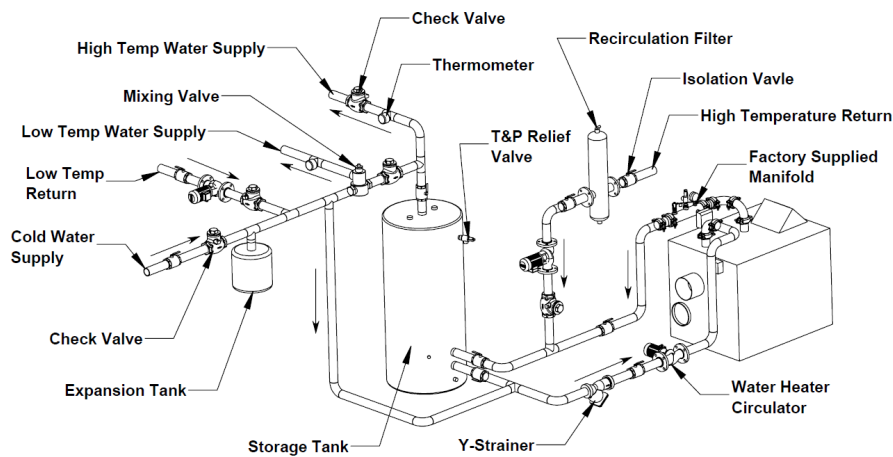 Check Valve
High Temp Water Supply
Recirculation Filter
Thermometer
Isolation Vavle
Mixing Valve
High Temperature Return
Low Temp Water Supply
T&P Relief
Valve
Factory Supplied
Manifold
Low Temp
Return
Cold Water
Supply
Check Valve
Expansion Tank
Water Heater
Circulator
Storage Tank
Y-Strainer